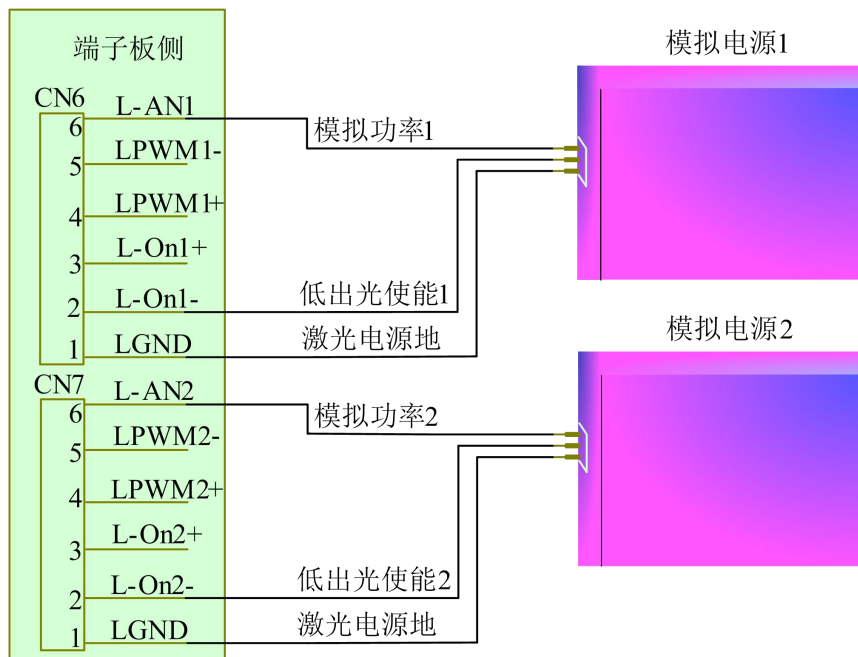 端子板侧
模拟电源1
CN6
6 L-AN1
模拟功率1
5 LPWM1-
4 LPWM1+
3 L-On1+
2 L-On1-
低出光使能1
1 LGND
激光电源地
模拟电源2
CN7
6 L-AN2
模拟功率2
5 LPWM2-
4 LPWM2+
3 L-On2+
2 L-On2-
低出光使能2
1 LGND
激光电源地